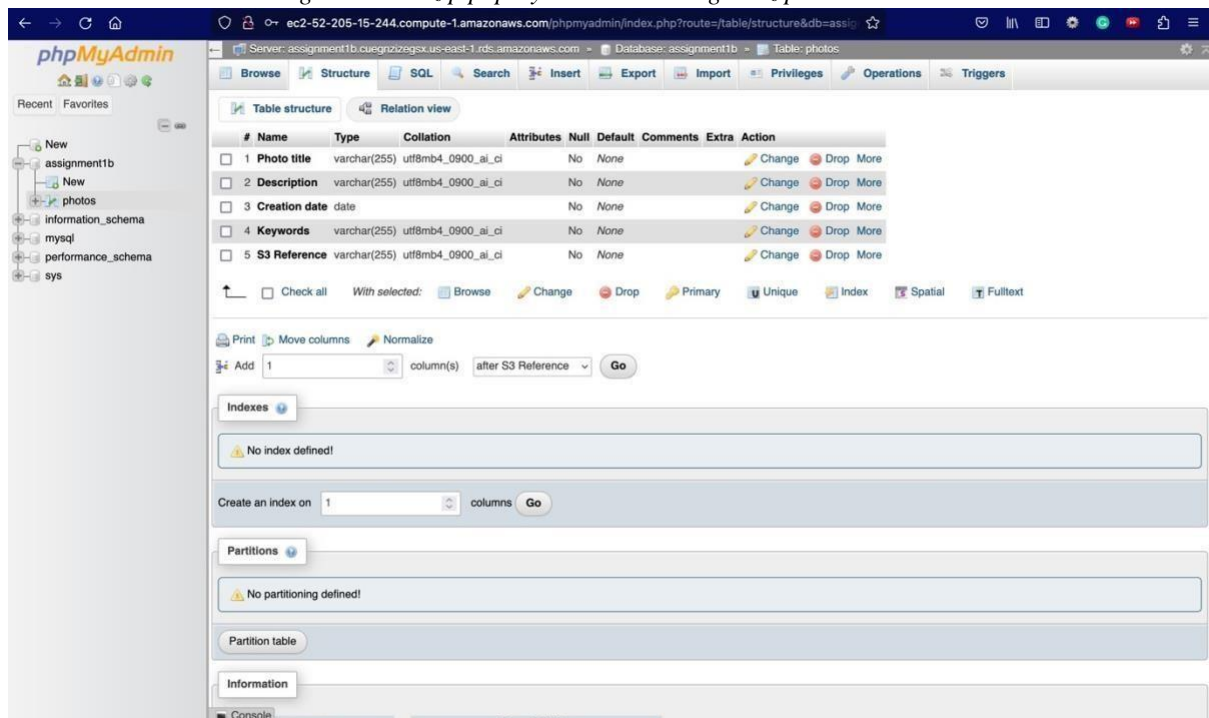 ec2-52-205-15-244.compute-1.amazonaws.com/phpmyadmin/index.php?route=/table/structure&db=assig
phpMyAdmin
Recent Favorites
New
assignment1b
New
photos
information_schema
mysql
performance_schema
sys
Server: assignment1b.cuegnzizegsx.us-east-1.rds.amazonaws.com » Database: assignment1b » Table: photos
Browse Structure SQL Search Insert Export Import Privileges Operations Triggers
Table structure Relation view
# Name Type Collation Attributes Null Default Comments Extra Action
1 Photo title varchar(255) utf8mb4_0900_ai_ci No None Change Drop More
2 Description varchar(255) utf8mb4_0900_ai_ci No None Change Drop More
3 Creation date date No None Change Drop More
4 Keywords varchar(255) utf8mb4_0900_ai_ci No None Change Drop More
5 S3 Reference varchar(255) utf8mb4_0900_ai_ci No None Change Drop More
Check all With selected: Browse Change Drop Primary Unique Index Spatial Fulltext
Print Move columns Normalize
Add 1 column(s) after S3 Reference Go
Indexes
No index defined!
Create an index on 1 columns Go
Partitions
No partitioning defined!
Partition table
Information
Console